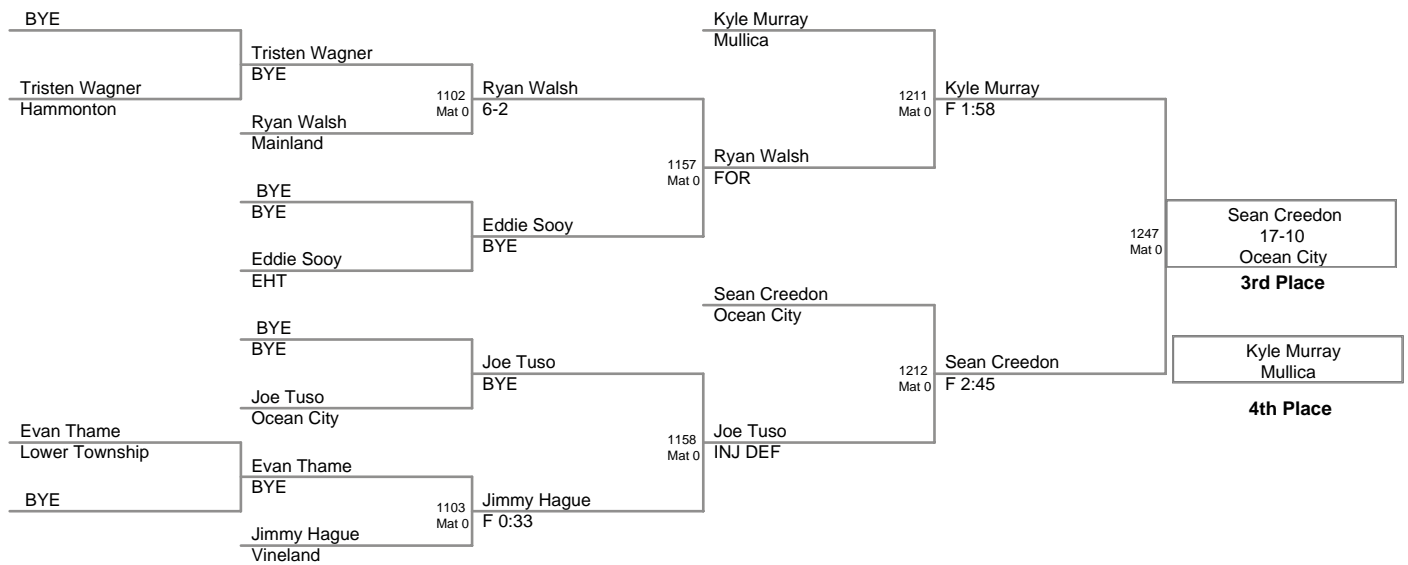 BYE
Tristen Wagner
Hammonton
Tristen Wagner
BYE
1102
Mat 0
Ryan Walsh
Mainland
Ryan Walsh
6-2
BYE
BYE
Eddie Sooy
EHT
Eddie Sooy
BYE
1157
Mat 0
Kyle Murray
Mullica
Ryan Walsh
FOR
1211
Mat 0
Kyle Murray
F 1:58
BYE
BYE
Joe Tuso
Ocean City
Joe Tuso
BYE
Evan Thame
Lower Township
BYE
Evan Thame
BYE
1103
Mat 0
Jimmy Hague
Vineland
Jimmy Hague
F 0:33
1158
Mat 0
Sean Creedon
Ocean City
Joe Tuso
INJ DEF
1212
Mat 0
Sean Creedon
F 2:45
1247
Mat 0
Sean Creedon
17-10
Ocean City
3rd Place
Kyle Murray
Mullica
4th Place